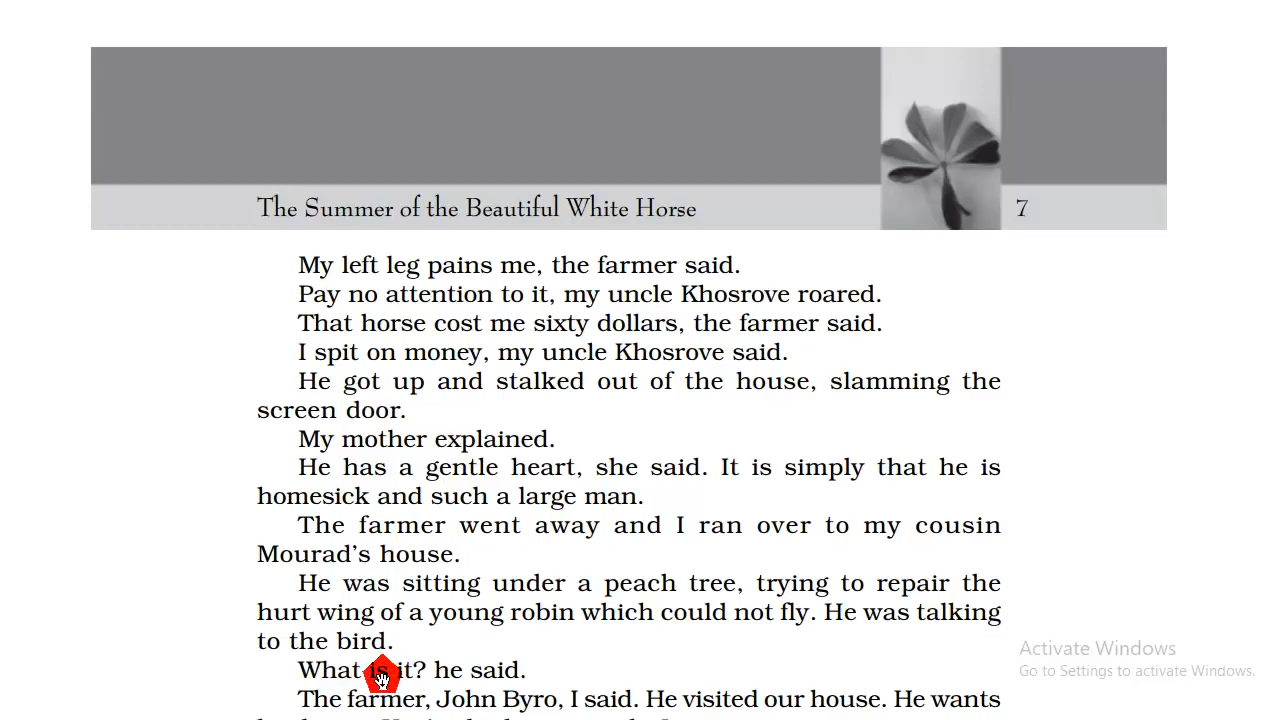 The Summer of the Beautiful White Horse 7
My left leg pains me, the farmer said.
Pay no attention to it, my uncle Khosrove roared.
That horse cost me sixty dollars, the farmer said.
I spit on money, my uncle Khosrove said.
He got up and stalked out of the house, slamming the
screen door.
My mother explained.
He has a gentle heart, she said. It is simply that he is
homesick and such a large man.
The farmer went away and I ran over to my cousin
Mourad's house.
He was sitting under a peach tree, trying to repair the
hurt wing of a young robin which could not fly. He was talking
to the bird.
What is it? he said.
The farmer, John Byro, I said. He visited our house. He wants
Activate Windows
Go to Settings to activate Windows.